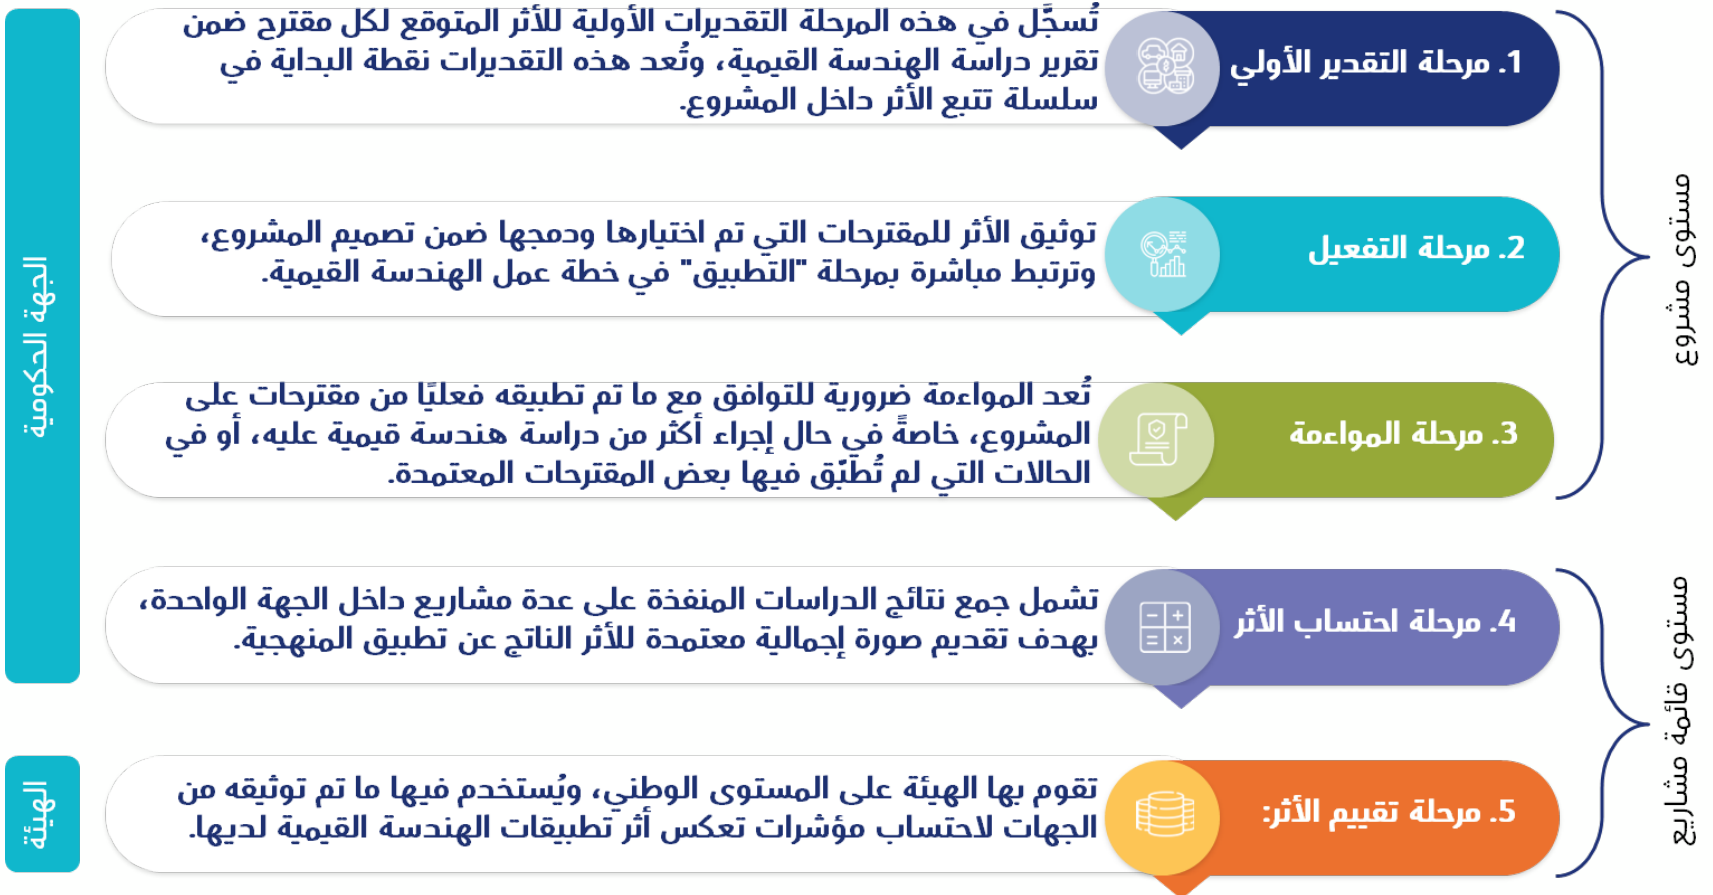 1. مرحلة التقدير الأولي
تُسجَّل في هذه المرحلة التقديرات الأولية للأثر المتوقع لكل مقترح ضمن
تقرير دراسة الهندسة القيمية، وتُعد هذه التقديرات نقطة البداية في
سلسلة تتبع الأثر داخل المشروع.
2. مرحلة التفعيل
توثيق الأثر للمقترحات التي تم اختيارها ودمجها ضمن تصميم المشروع،
وترتبط مباشرة بمرحلة "التطبيق" في خطة عمل الهندسة القيمية.
3. مرحلة المواءمة
تُعد المواءمة ضرورية للتوافق مع ما تم تطبيقه فعليًا من مقترحات على
المشروع، خاصةً في حال إجراء أكثر من دراسة هندسة قيمية عليه، أو في
الحالات التي لم تُطبّق فيها بعض المقترحات المعتمدة.
4. مرحلة احتساب الأثر
تشمل جمع نتائج الدراسات المنفذة على عدة مشاريع داخل الجهة الواحدة،
بهدف تقديم صورة إجمالية معتمدة للأثر الناتج عن تطبيق المنهجية.
5. مرحلة تقييم الأثر:
تقوم بها الهيئة على المستوى الوطني، ويُستخدم فيها ما تم توثيقه من
الجهات لاحتساب مؤشرات تعكس أثر تطبيقات الهندسة القيمية لديها.
مستوى مشروع
مستوى قائمة مشاريع
الجهة الحكومية
الهيئة